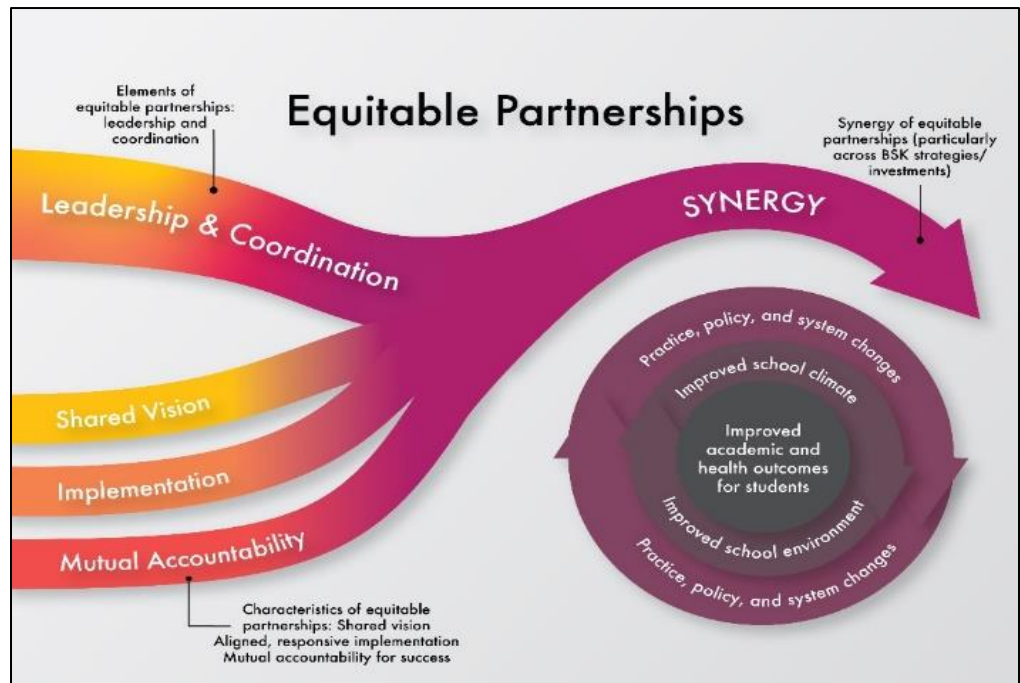 Equitable Partnerships
Elements of
equitable partnerships:
leadership and
coordination
Leadership & Coordination
Shared Vision
Implementation
Mutual Accountability
Characteristics of equitable
partnerships: Shared vision
Aligned, responsive implementation
Mutual accountability for success
SYNERGY
Synergy of equitable
partnerships (particularly
across BSK strategies/
investments)
Practice, policy, and system changes
Improved school climate
Improved
academic and
health outcomes
for students
Improved school environment
Practice, policy, and system changes